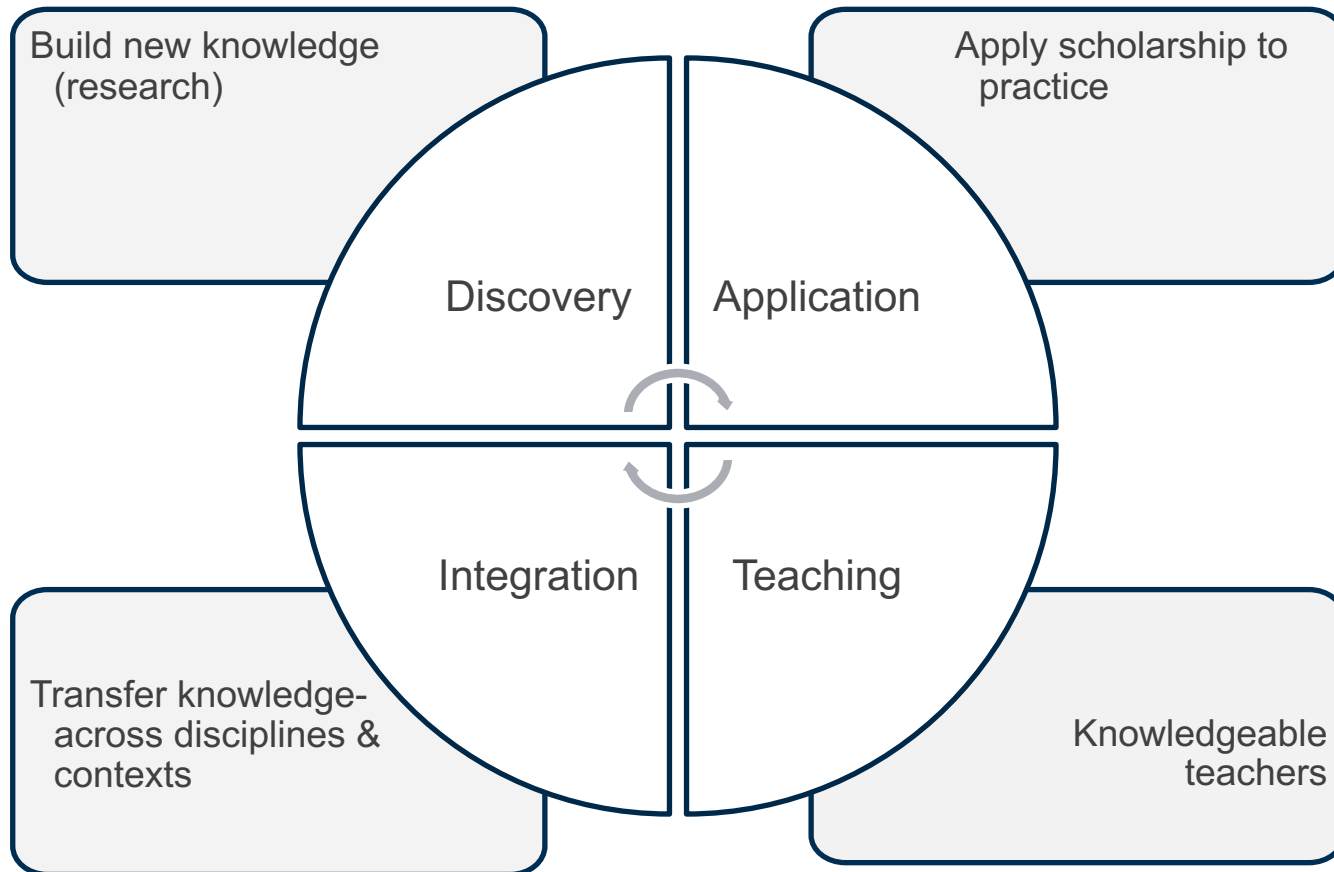 Build new knowledge
(research)
Apply scholarship to
practice
Discovery
Application
Integration
Teaching
Transfer knowledge-
across disciplines &
contexts
Knowledgeable
teachers